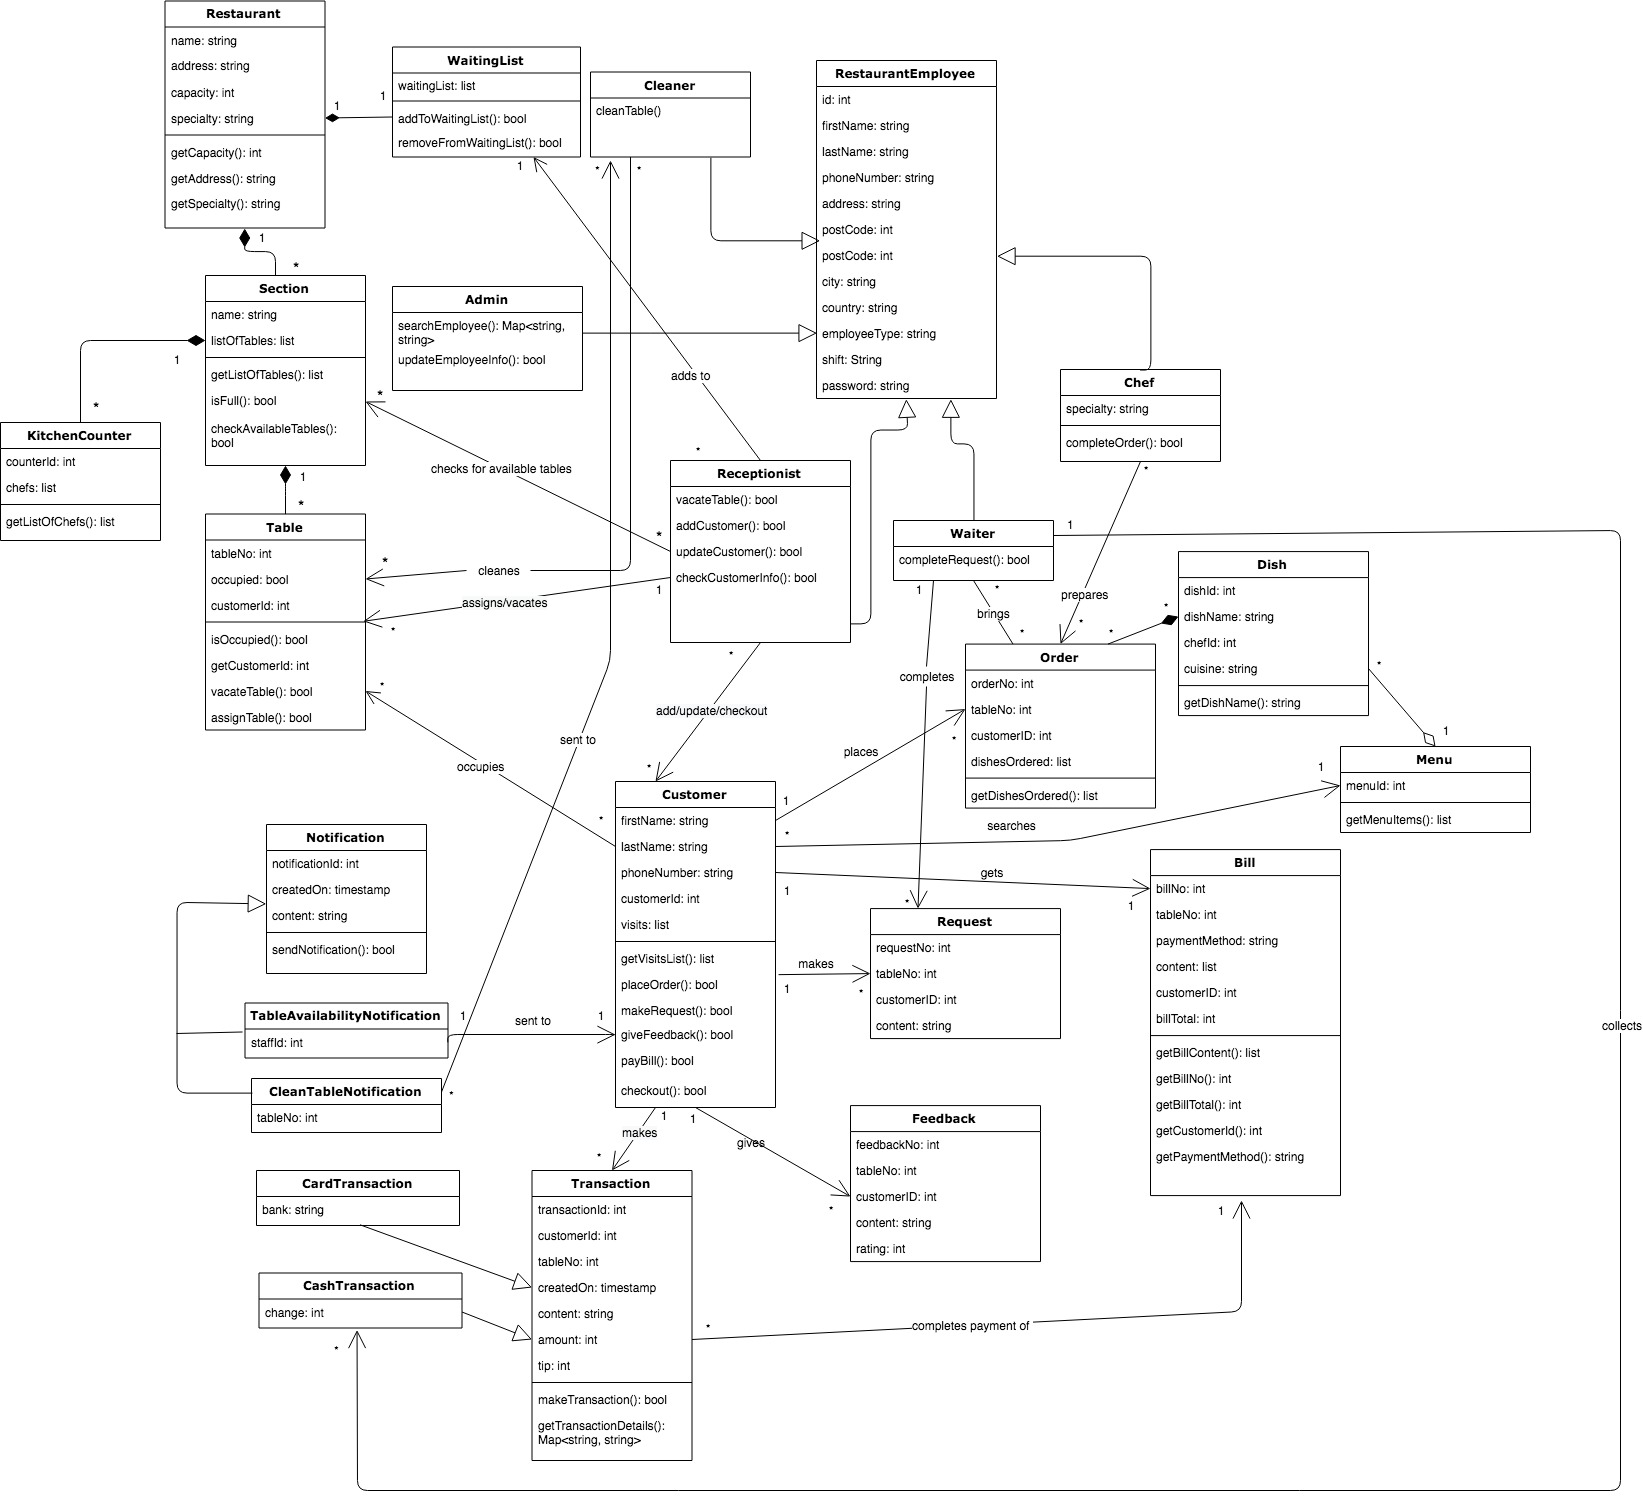 Restaurant
name: string
address: string
capacity: int
specialty: string
getCapacity(): int
getAddress(): string
getSpecialty(): string
1
1
WaitingList
waitingList: list
addToWaitingList(): bool
removeFromWaitingList(): bool
1
Cleaner
cleanTable()
*
*
RestaurantEmployee
id: int
firstName: string
lastName: string
phoneNumber: string
address: string
postCode: int
postCode: int
city: string
country: string
employeeType: string
shift: String
password: string
1
*
Section
name: string
listOfTables: list
getListOfTables(): list
isFull(): bool
checkAvailableTables():
bool
Admin
searchEmployee(): Map<string,
string>
updateEmployeeInfo(): bool
adds to
1
*
*
Chef
specialty: string
completeOrder(): bool
*
KitchenCounter
counterId: int
chefs: list
getListOfChefs(): list
checks for available tables
*
Receptionist
vacateTable(): bool
addCustomer(): bool
updateCustomer(): bool
checkCustomerInfo(): bool
*
1
*
1
*
Table
tableNo: int
occupied: bool
customerId: int
isOccupied(): bool
getCustomerId: int
vacateTable(): bool
assignTable(): bool
*
cleanes
assigns/vacates
*
*
Waiter
completeRequest(): bool
1
1
*
brings
*
prepares
*
*
*
Dish
dishId: int
dishName: string
chefId: int
cuisine: string
getDishName(): string
*
Order
orderNo: int
tableNo: int
customerID: int
dishesOrdered: list
getDishesOrdered(): list
completes
add/update/checkout
*
sent to
occupies
*
places
*
1
Menu
menuId: int
getMenuItems(): list
1
1
searches
*
1
Customer
firstName: string
lastName: string
phoneNumber: string
customerId: int
visits: list
getVisitsList(): list
placeOrder(): bool
makeRequest(): bool
giveFeedback(): bool
payBill(): bool
checkout(): bool
Notification
notificationId: int
createdOn: timestamp
content: string
sendNotification(): bool
gets
1
1
Bill
billNo: int
tableNo: int
paymentMethod: string
content: list
customerID: int
billTotal: int
getBillContent(): list
getBillNo(): int
getBillTotal(): int
getCustomerId(): int
getPaymentMethod(): string
*
Request
requestNo: int
tableNo: int
customerID: int
content: string
makes
1
*
TableAvailabilityNotification
staffId: int
1
sent to
1
collects
CleanTableNotification
tableNo: int
*
makes
1
*
1
gives
*
Feedback
feedbackNo: int
tableNo: int
customerID: int
content: string
rating: int
CardTransaction
bank: string
CashTransaction
change: int
*
Transaction
transactionId: int
customerId: int
tableNo: int
createdOn: timestamp
content: string
amount: int
tip: int
makeTransaction(): bool
getTransactionDetails():
Map<string, string>
*
completes payment of
1